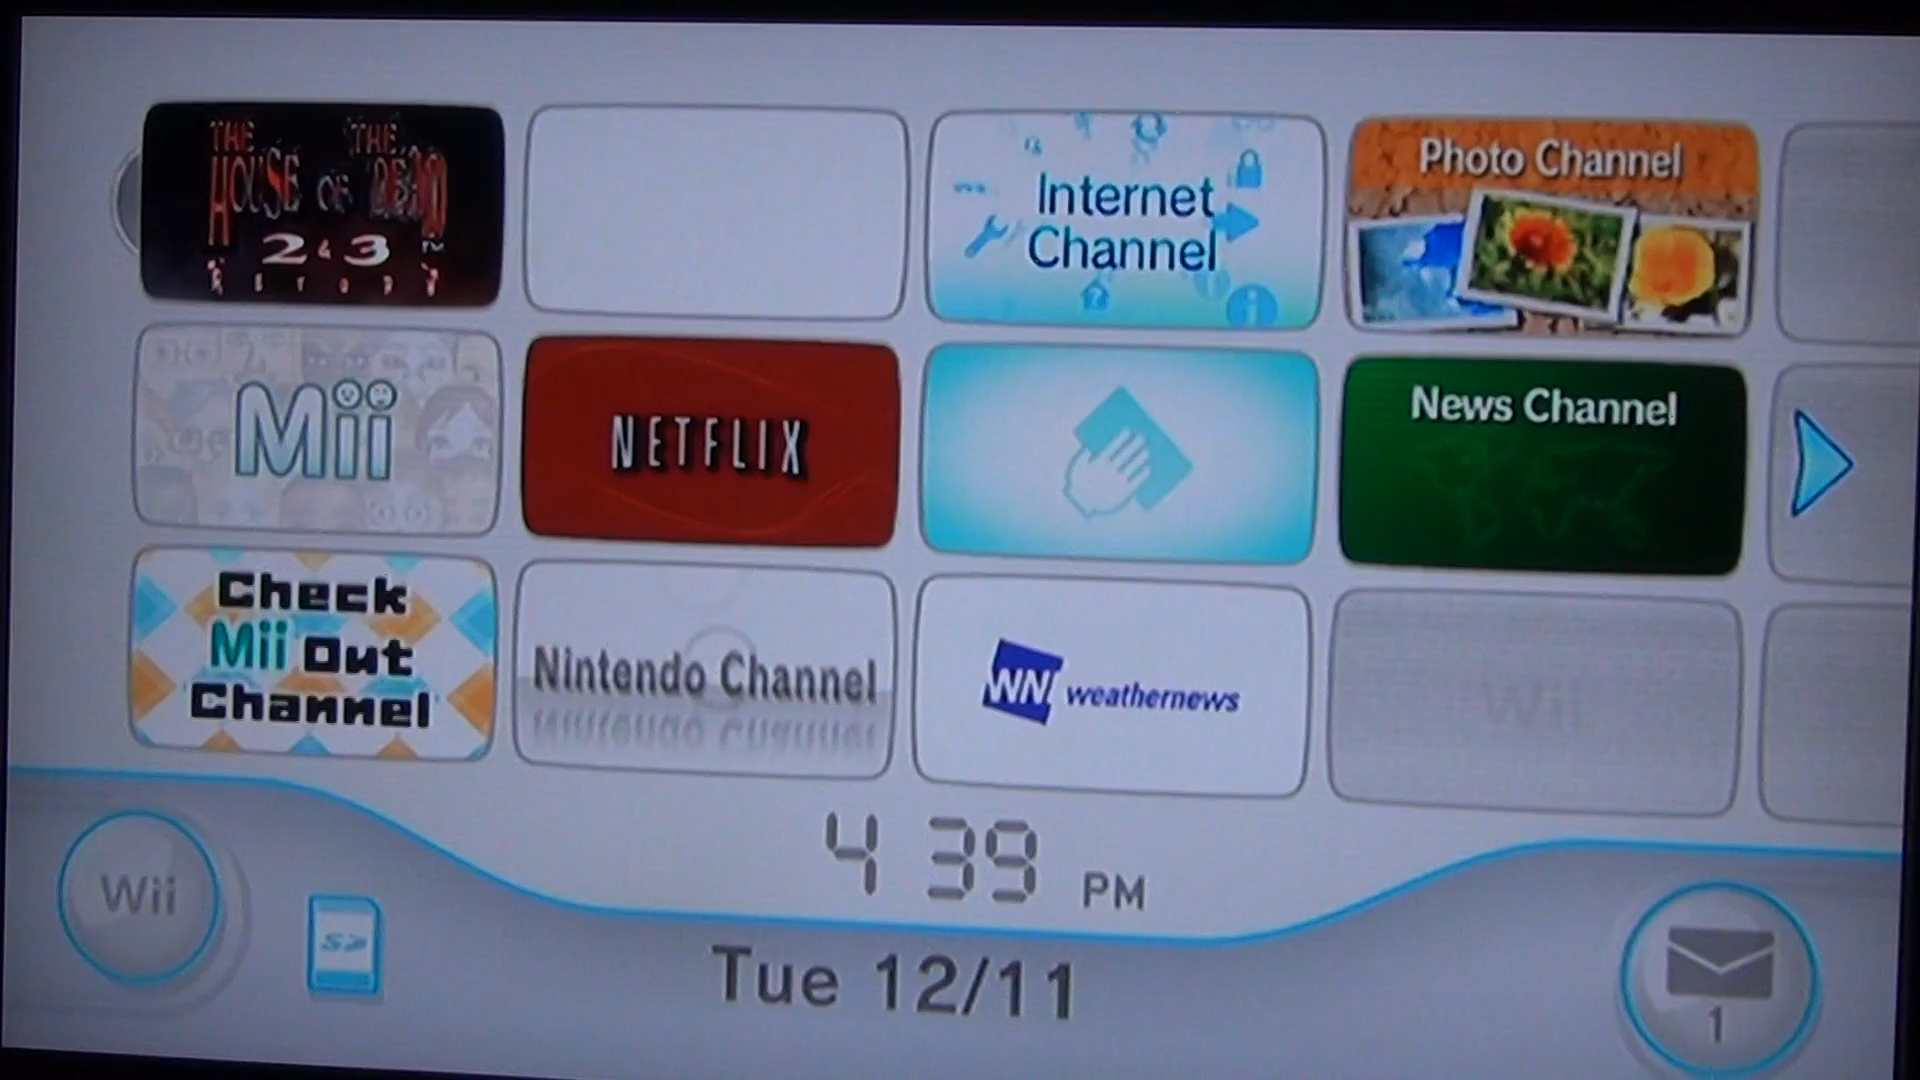 THE THE
HOUSE OF DEAD
2 & 3
Internet
Channel
Photo Channel
Mii
NETFLIX
News Channel
Check
Mii Out
Channel
Nintendo Channel
WN weathernews
Wii
4 39 PM
Wii
SD
Tue 12/11
1